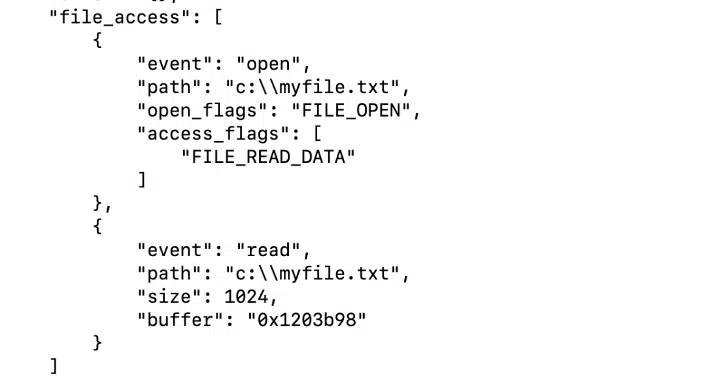 "file_access": [
{
"event": "open",
"path": "c:\\myfile.txt",
"open_flags": "FILE_OPEN",
"access_flags": [
"FILE_READ_DATA"
]
},
{
"event": "read",
"path": "c:\\myfile.txt",
"size": 1024,
"buffer": "0x1203b98"
}
]